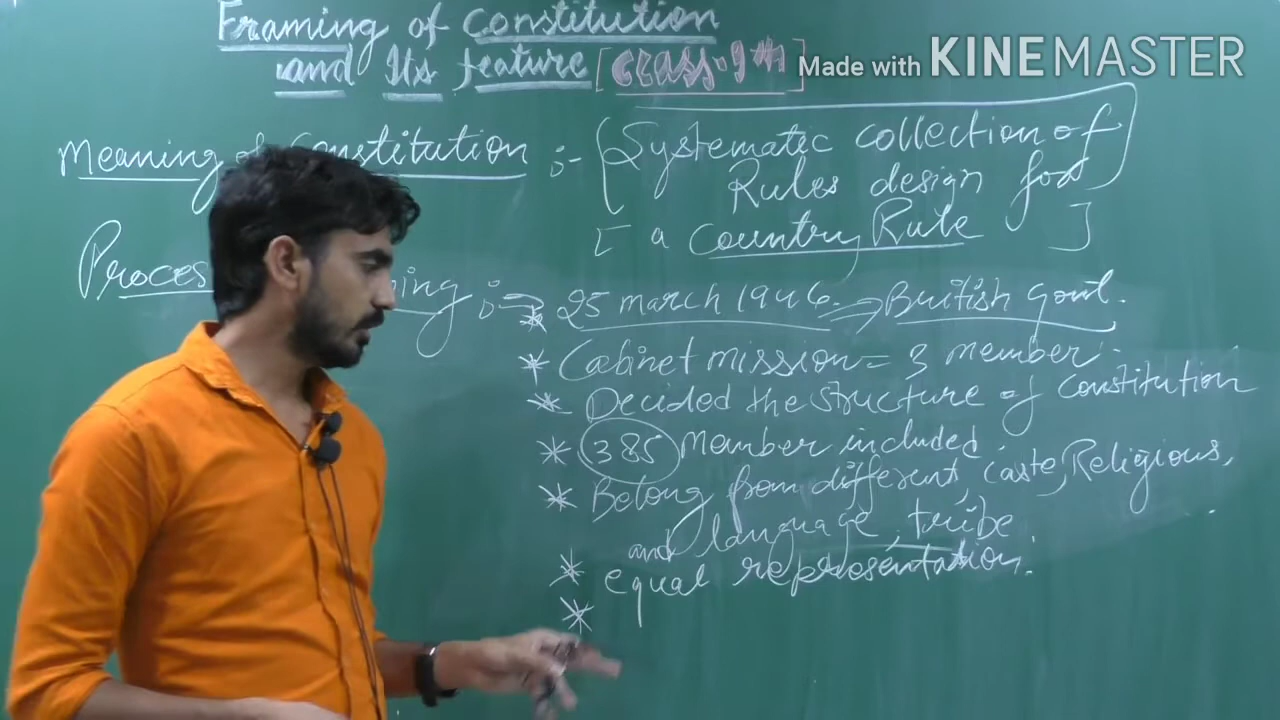 Framing of Constitution
and Its feature [CLASS-9th]
Made with KINEMASTER
Meaning of Constitution :- [Systematic collection of
Rules design for
[a Country Rule]
Proces ing :- * 25 march 1946. => British Govt.
* Cabinet mission = 3 member.
* Decided the structure of constitution
* 385 Member included
* Belong from different, caste, Religious,
and language, tribe
* equal representation.
*